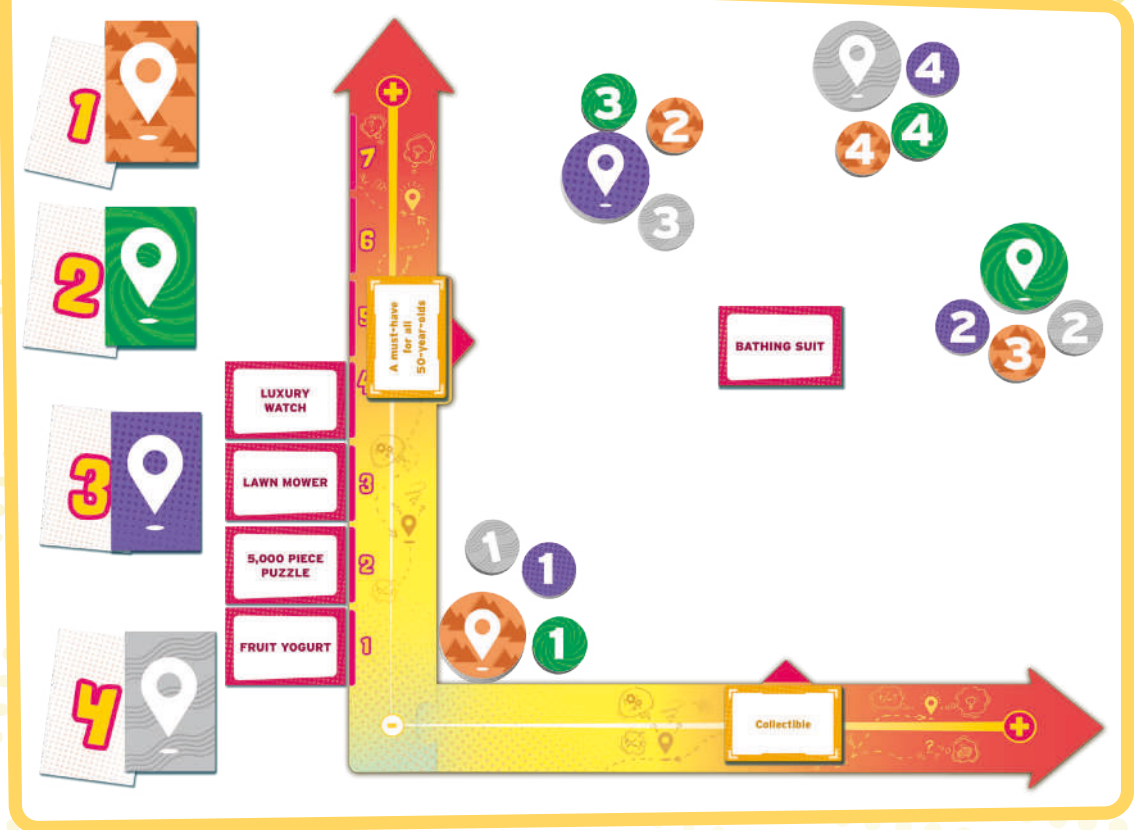 1
2
3
4
+
7
6
5
4
3
2
1
-
+
A must-have
for all
50-year-olds
LUXURY
WATCH
LAWN MOWER
5,000 PIECE
PUZZLE
FRUIT YOGURT
BATHING SUIT
Collectible
3
2
3
4
4
4
2
3
2
1
1
1